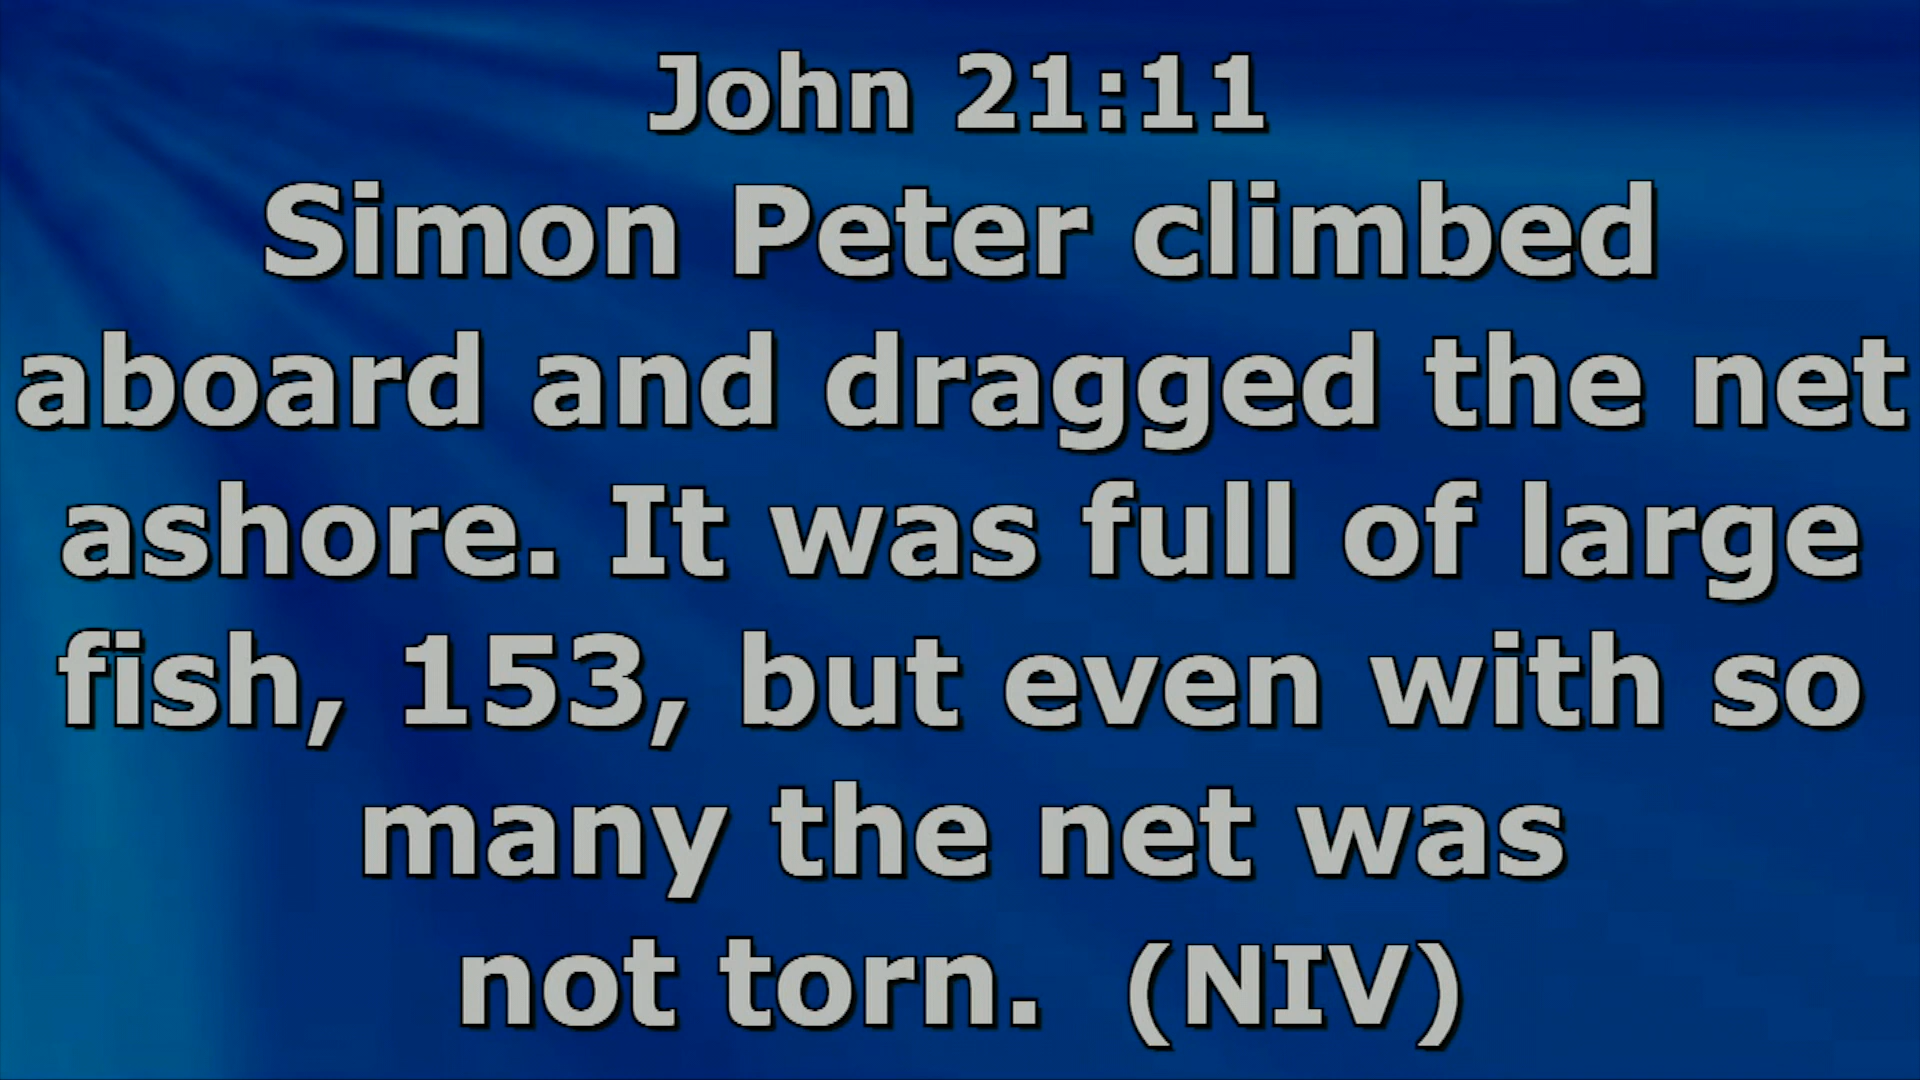 John 21:11
Simon Peter climbed
aboard and dragged the net
ashore. It was full of large
fish, 153, but even with so
many the net was
not torn.  (NIV)